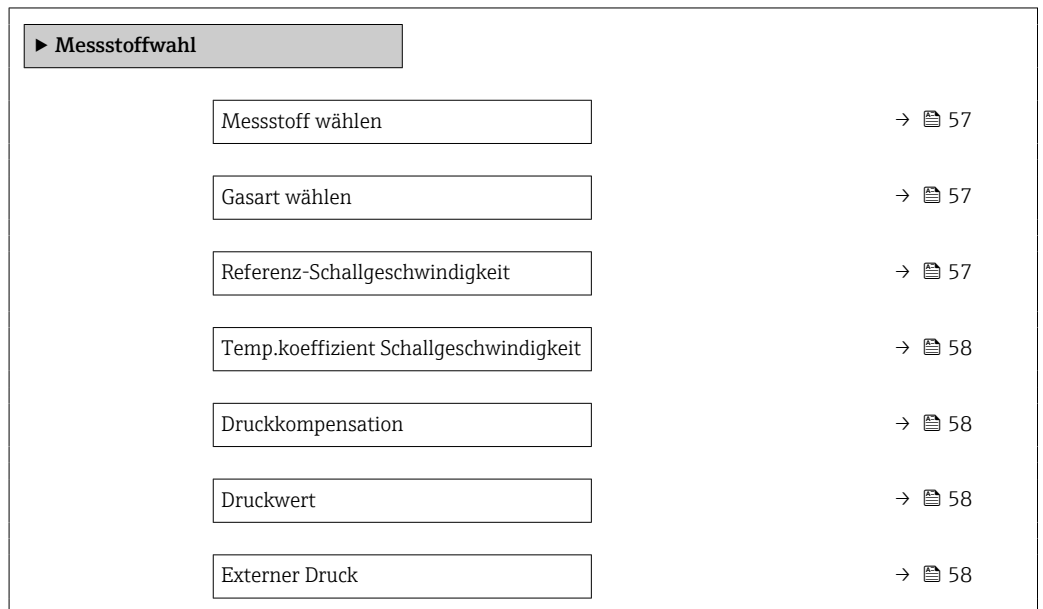 ▶ Messstoffwahl
Messstoff wählen → 57
Gasart wählen → 57
Referenz-Schallgeschwindigkeit → 57
Temp.koeffizient Schallgeschwindigkeit → 58
Druckkompensation → 58
Druckwert → 58
Externer Druck → 58